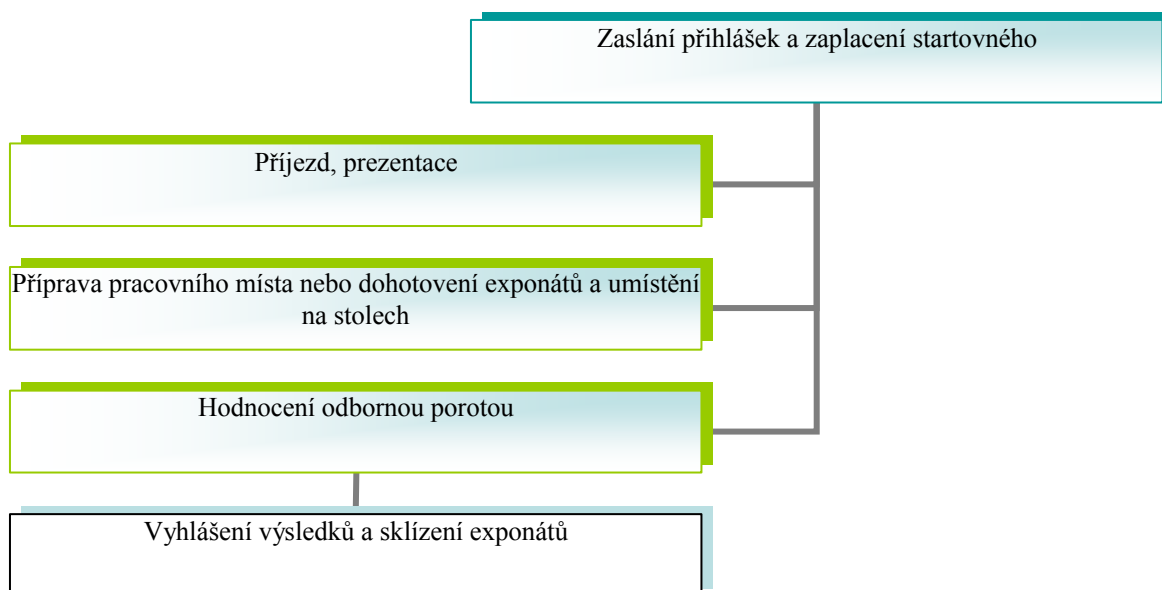 Zaslání přihlášek a zaplacení startovného
Příjezd, prezentace
Příprava pracovního místa nebo dohotovení exponátů a umístění
na stolech
Hodnocení odbornou porotou
Vyhlášení výsledků a sklízení exponátů